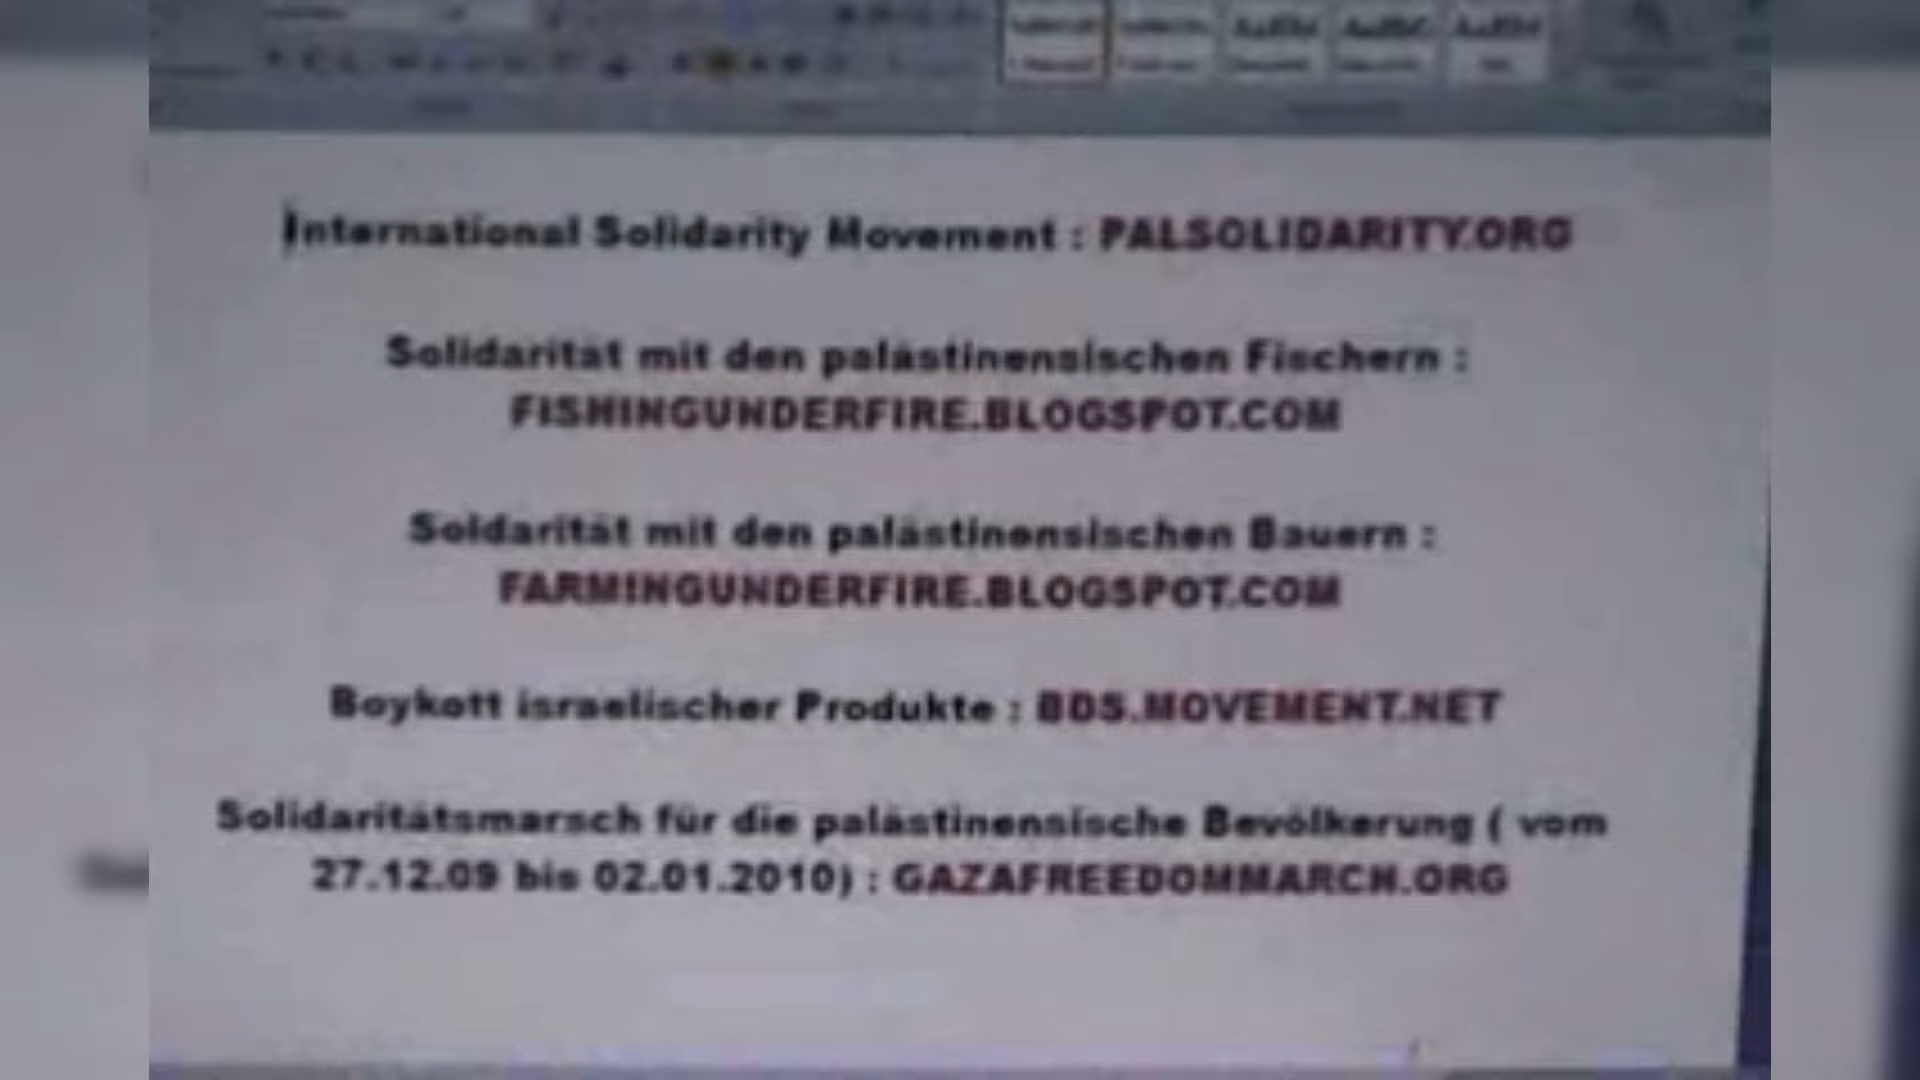 International Solidarity Movement : PALSOLIDARITY.ORG
Solidarität mit den palästinensischen Fischern :
FISHINGUNDERFIRE.BLOGSPOT.COM
Soldarität mit den palästinensischen Bauern :
FARMINGUNDERFIRE.BLOGSPOT.COM
Boykott israelischer Produkte : BDS.MOVEMENT.NET
Solidaritätsmarsch für die palästinensische Bevölkerung ( vom
27.12.09 bis 02.01.2010) : GAZAFREEDOMMARCH.ORG